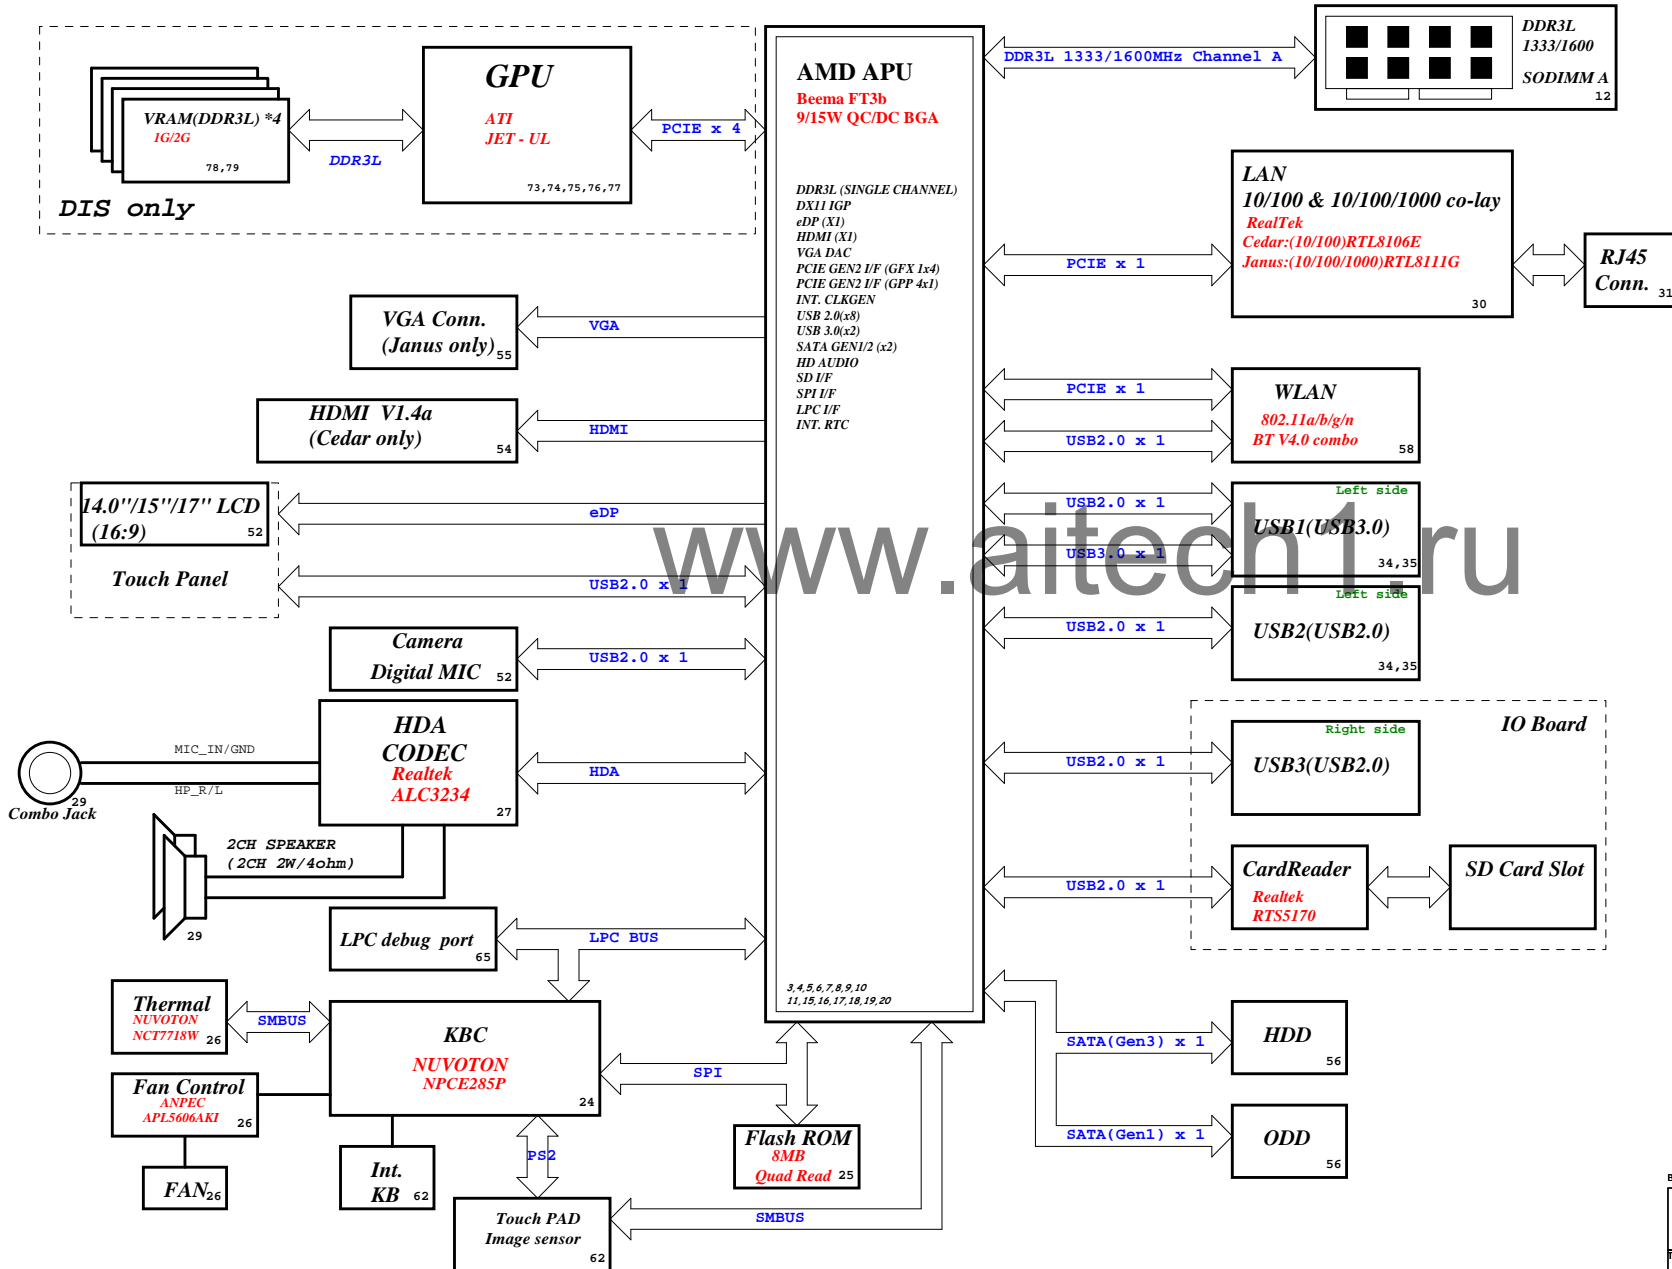 GPU
ATI
JET - UL
73,74,75,76,77
VRAM(DDR3L) *4
1G/2G
78,79
DDR3L
PCIE x 4
DIS only
AMD APU
Beema FT3b
9/15W QC/DC BGA
DDR3L (SINGLE CHANNEL)
DX11 IGP
eDP (X1)
HDMI (X1)
VGA DAC
PCIE GEN2 I/F (GFX 1x4)
PCIE GEN2 I/F (GPP 4x1)
INT. CLKGEN
USB 2.0(x8)
USB 3.0(x2)
SATA GEN1/2 (x2)
HD AUDIO
SD I/F
SPI I/F
LPC I/F
INT. RTC
3,4,5,6,7,8,9,10
11,15,16,17,18,19,20
DDR3L 1333/1600MHz Channel A
DDR3L
1333/1600
SODIMM A
12
LAN
10/100 & 10/100/1000 co-lay
RealTek
Cedar:(10/100)RTL8106E
Janus:(10/100/1000)RTL8111G
30
PCIE x 1
RJ45
Conn.
31
VGA Conn.
(Janus only)
55
VGA
HDMI V1.4a
(Cedar only)
54
HDMI
14.0''/15''/17'' LCD
(16:9)
52
eDP
Touch Panel
USB2.0 x 1
Camera
Digital MIC
52
USB2.0 x 1
PCIE x 1
USB2.0 x 1
WLAN
802.11a/b/g/n
BT V4.0 combo
58
USB2.0 x 1
USB3.0 x 1
Left side
USB1(USB3.0)
34,35
www.aitech1.ru
USB2.0 x 1
Left side
USB2(USB2.0)
34,35
IO Board
USB2.0 x 1
Right side
USB3(USB2.0)
USB2.0 x 1
CardReader
Realtek
RTS5170
SD Card Slot
HDA
CODEC
Realtek
ALC3234
27
HDA
MIC_IN/GND
HP_R/L
29
Combo Jack
2CH SPEAKER
(2CH 2W/4ohm)
29
LPC debug port
65
LPC BUS
Thermal
NUVOTON
NCT7718W
26
SMBUS
KBC
NUVOTON
NPCE285P
24
SPI
Fan Control
ANPEC
APL5606AKI
26
FAN
26
Int.
KB
62
PS2
Touch PAD
Image sensor
62
SMBUS
Flash ROM
8MB
Quad Read
25
SATA(Gen3) x 1
HDD
56
SATA(Gen1) x 1
ODD
56